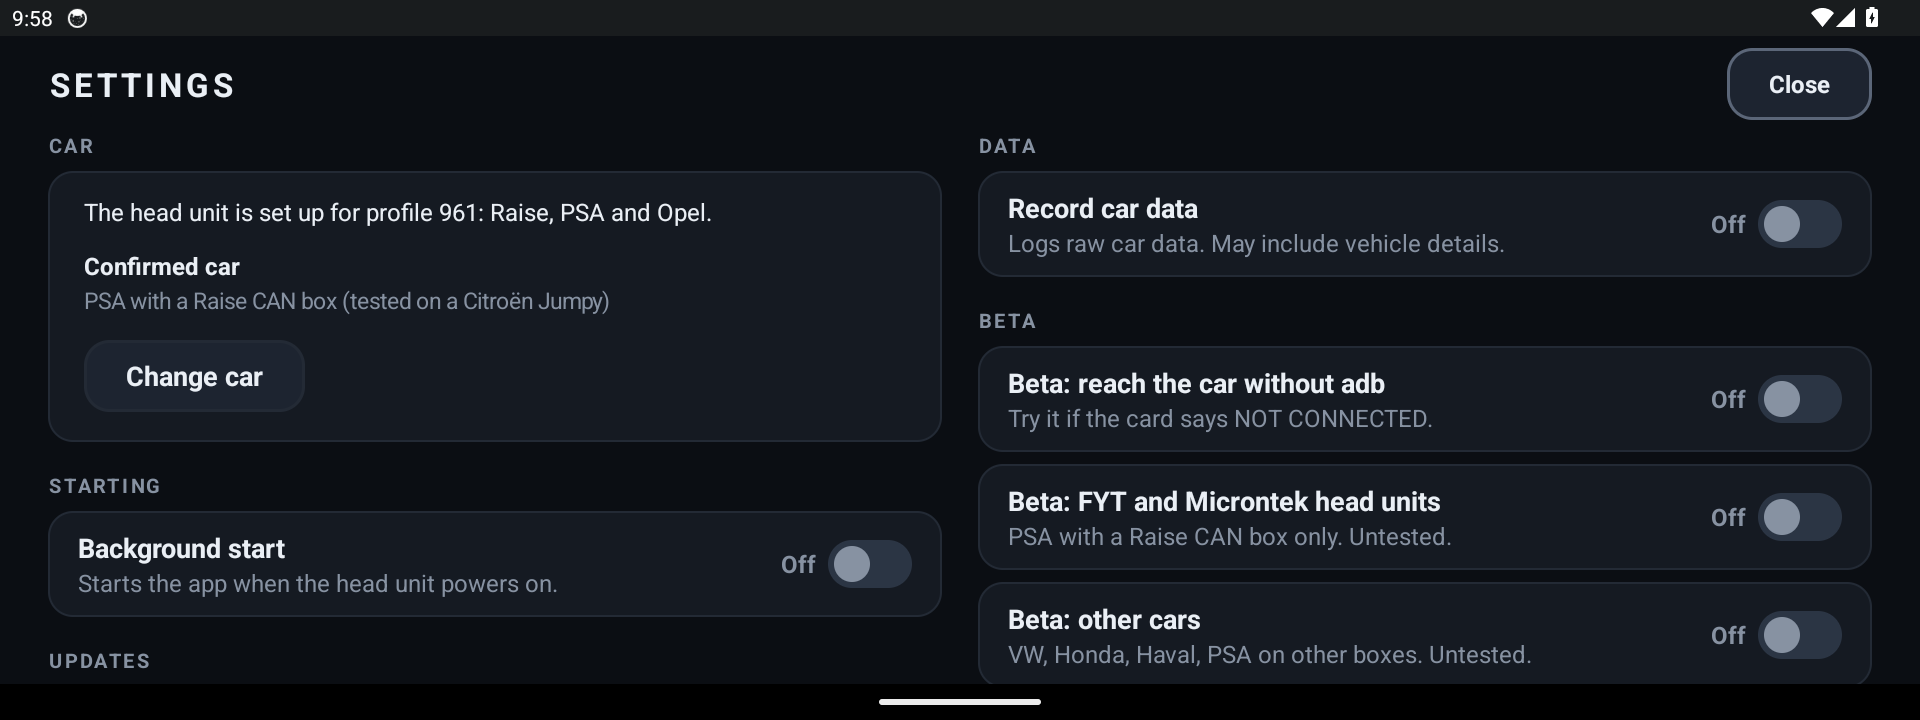 9:58
SETTINGS
Close
CAR
The head unit is set up for profile 961: Raise, PSA and Opel.
Confirmed car
PSA with a Raise CAN box (tested on a Citroën Jumpy)
Change car
STARTING
Background start
Starts the app when the head unit powers on.
Off
UPDATES
DATA
Record car data
Logs raw car data. May include vehicle details.
Off
BETA
Beta: reach the car without adb
Try it if the card says NOT CONNECTED.
Off
Beta: FYT and Microntek head units
PSA with a Raise CAN box only. Untested.
Off
Beta: other cars
VW, Honda, Haval, PSA on other boxes. Untested.
Off